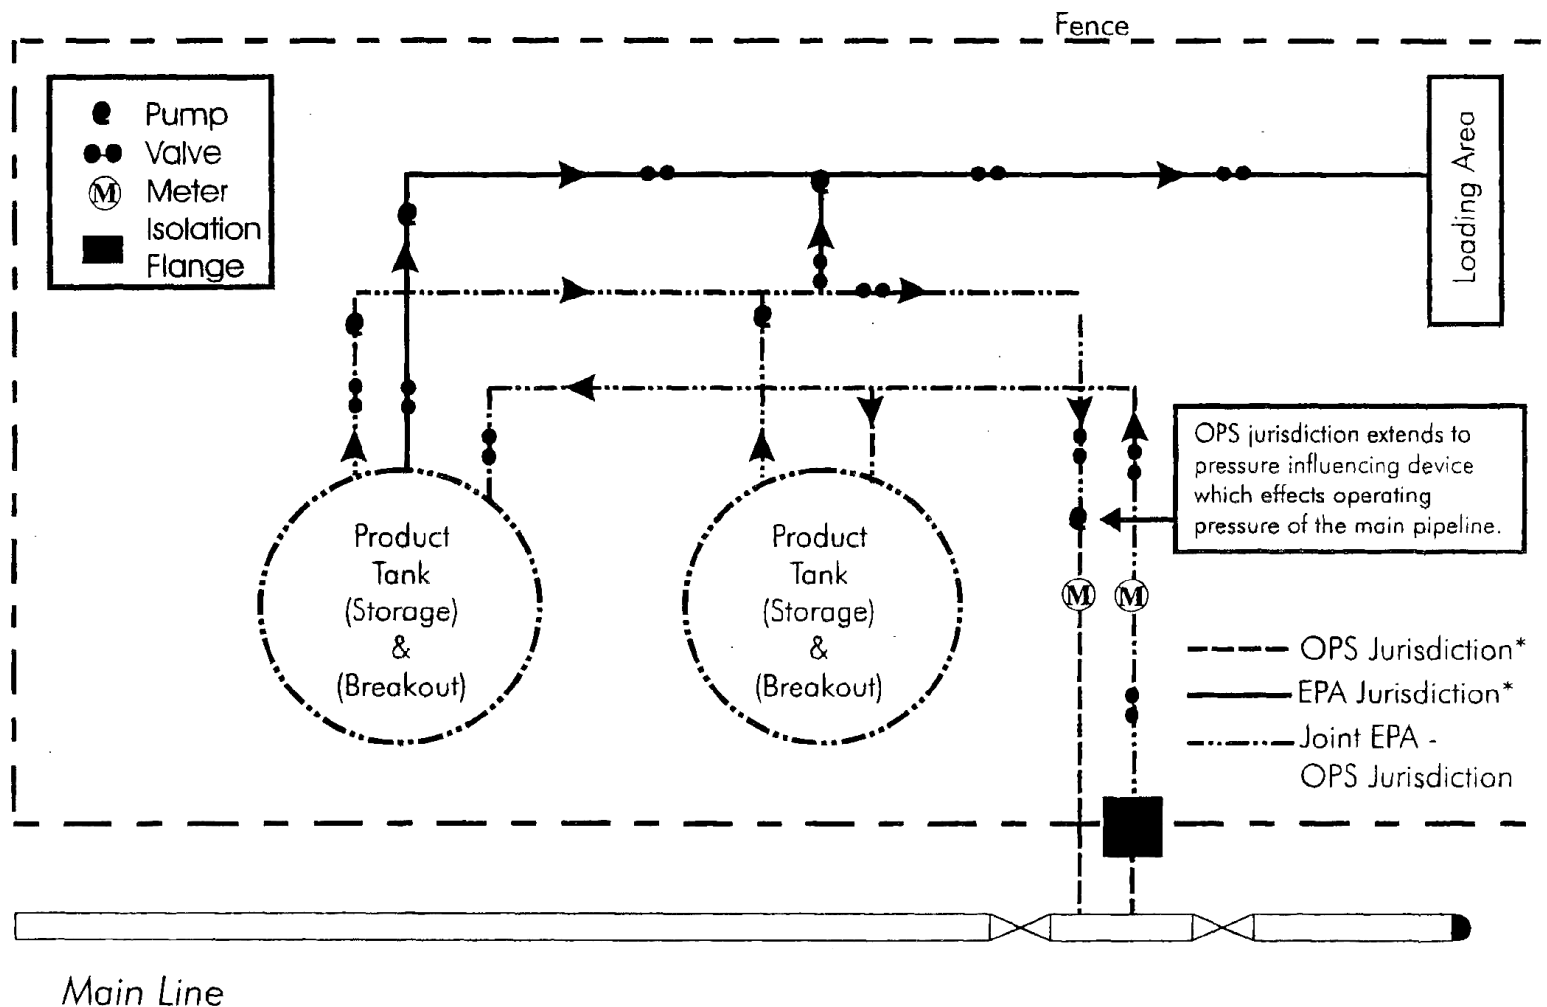 Fence
Pump
Valve
M Meter
Isolation
Flange
Loading Area
OPS jurisdiction extends to
pressure influencing device
which effects operating
pressure of the main pipeline.
Product
Tank
(Storage)
&
(Breakout)
Product
Tank
(Storage)
&
(Breakout)
M
M
OPS Jurisdiction*
EPA Jurisdiction*
Joint EPA -
OPS Jurisdiction
Main Line